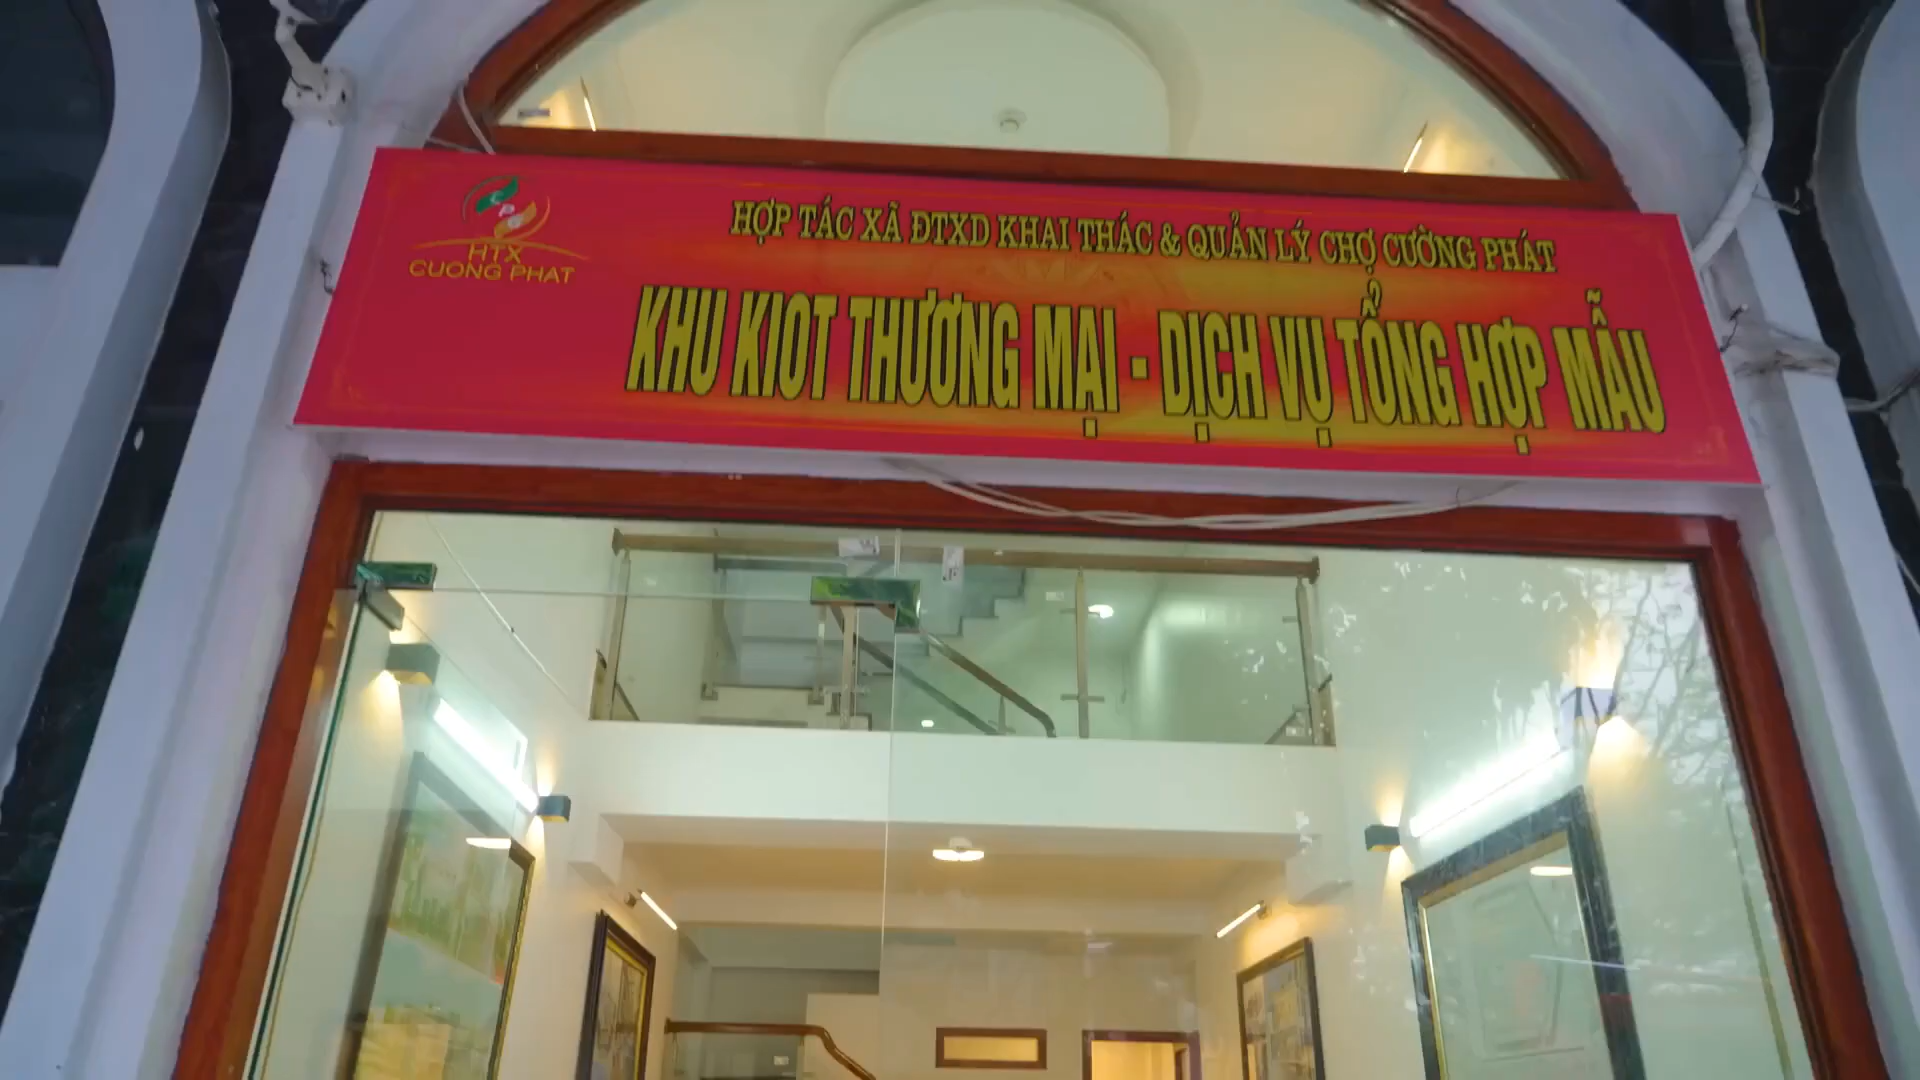 HTX
CUONG PHAT
HỢP TÁC XÃ ĐTXD KHAI THÁC & QUẢN LÝ CHỢ CƯỜNG PHÁT
KHU KIOT THƯƠNG MẠI - DỊCH VỤ TỔNG HỢP MẪU